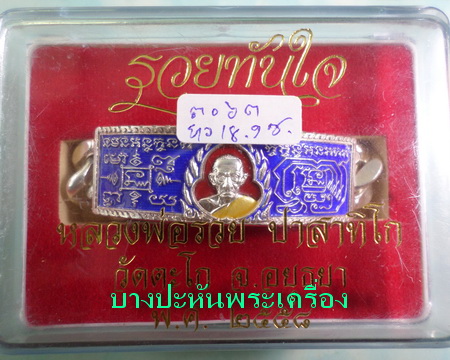 รวยทันใจ
๓๐๖๓
ยาว 18.9 ซ.
หลวงพ่อรวย ปาสาทิโก
วัดตะโก จ.อยุธยา
บางปะหันพระเครื่อง
พ.ศ. ๒๕๕๘